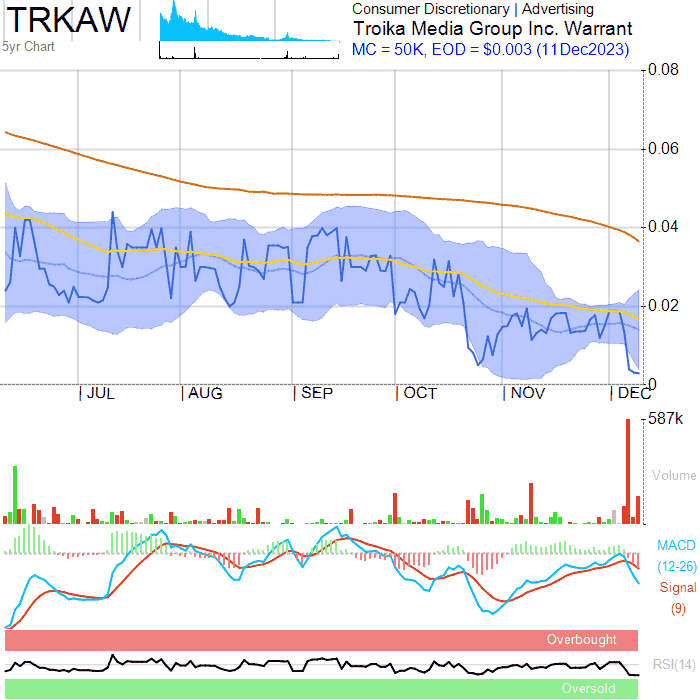 TRKAW
5yr Chart
Consumer Discretionary | Advertising
Troika Media Group Inc. Warrant
MC = 50K, EOD = $0.003 (11Dec2023)
0.08
0.06
0.04
0.02
0
JUL AUG SEP OCT NOV DEC
587k
Volume
MACD
(12-26)
Signal
(9)
Overbought
RSI(14)
Oversold